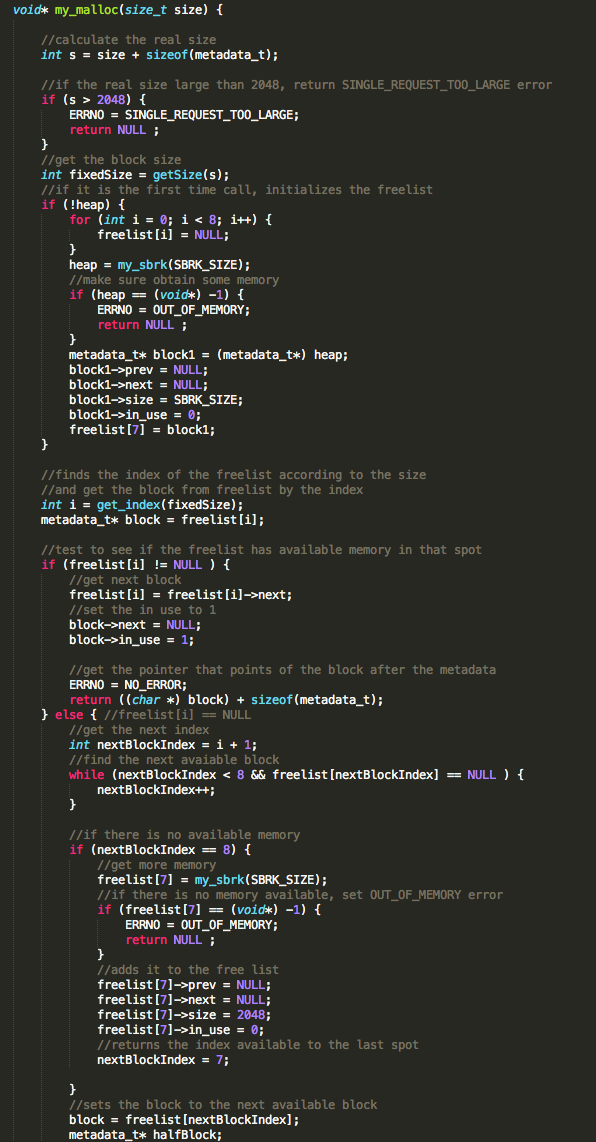 void* my_malloc(size_t size) {

    //calculate the real size
    int s = size + sizeof(metadata_t);

    //if the real size large than 2048, return SINGLE_REQUEST_TOO_LARGE error
    if (s > 2048) {
        ERRNO = SINGLE_REQUEST_TOO_LARGE;
        return NULL ;
    }
    //get the block size
    int fixedSize = getSize(s);
    //if it is the first time call, initializes the freelist
    if (!heap) {
        for (int i = 0; i < 8; i++) {
            freelist[i] = NULL;
        }
        heap = my_sbrk(SBRK_SIZE);
        //make sure obtain some memory
        if (heap == (void*) -1) {
            ERRNO = OUT_OF_MEMORY;
            return NULL ;
        }
        metadata_t* block1 = (metadata_t*) heap;
        block1->prev = NULL;
        block1->next = NULL;
        block1->size = SBRK_SIZE;
        block1->in_use = 0;
        freelist[7] = block1;
    }

    //finds the index of the freelist according to the size
    //and get the block from freelist by the index
    int i = get_index(fixedSize);
    metadata_t* block = freelist[i];

    //test to see if the freelist has available memory in that spot
    if (freelist[i] != NULL ) {
        //get next block
        freelist[i] = freelist[i]->next;
        //set the in use to 1
        block->next = NULL;
        block->in_use = 1;

        //get the pointer that points of the block after the metadata
        ERRNO = NO_ERROR;
        return ((char *) block) + sizeof(metadata_t);
    } else { //freelist[i] == NULL
        //get the next index
        int nextBlockIndex = i + 1;
        //find the next avaiable block
        while (nextBlockIndex < 8 && freelist[nextBlockIndex] == NULL ) {
            nextBlockIndex++;
        }

        //if there is no available memory
        if (nextBlockIndex == 8) {
            //get more memory
            freelist[7] = my_sbrk(SBRK_SIZE);
            //if there is no memory available, set OUT_OF_MEMORY error
            if (freelist[7] == (void*) -1) {
                ERRNO = OUT_OF_MEMORY;
                return NULL ;
            }
            //adds it to the free list
            freelist[7]->prev = NULL;
            freelist[7]->next = NULL;
            freelist[7]->size = 2048;
            freelist[7]->in_use = 0;
            //returns the index available to the last spot
            nextBlockIndex = 7;

        }
        //sets the block to the next available block
        block = freelist[nextBlockIndex];
        metadata_t* halfBlock;